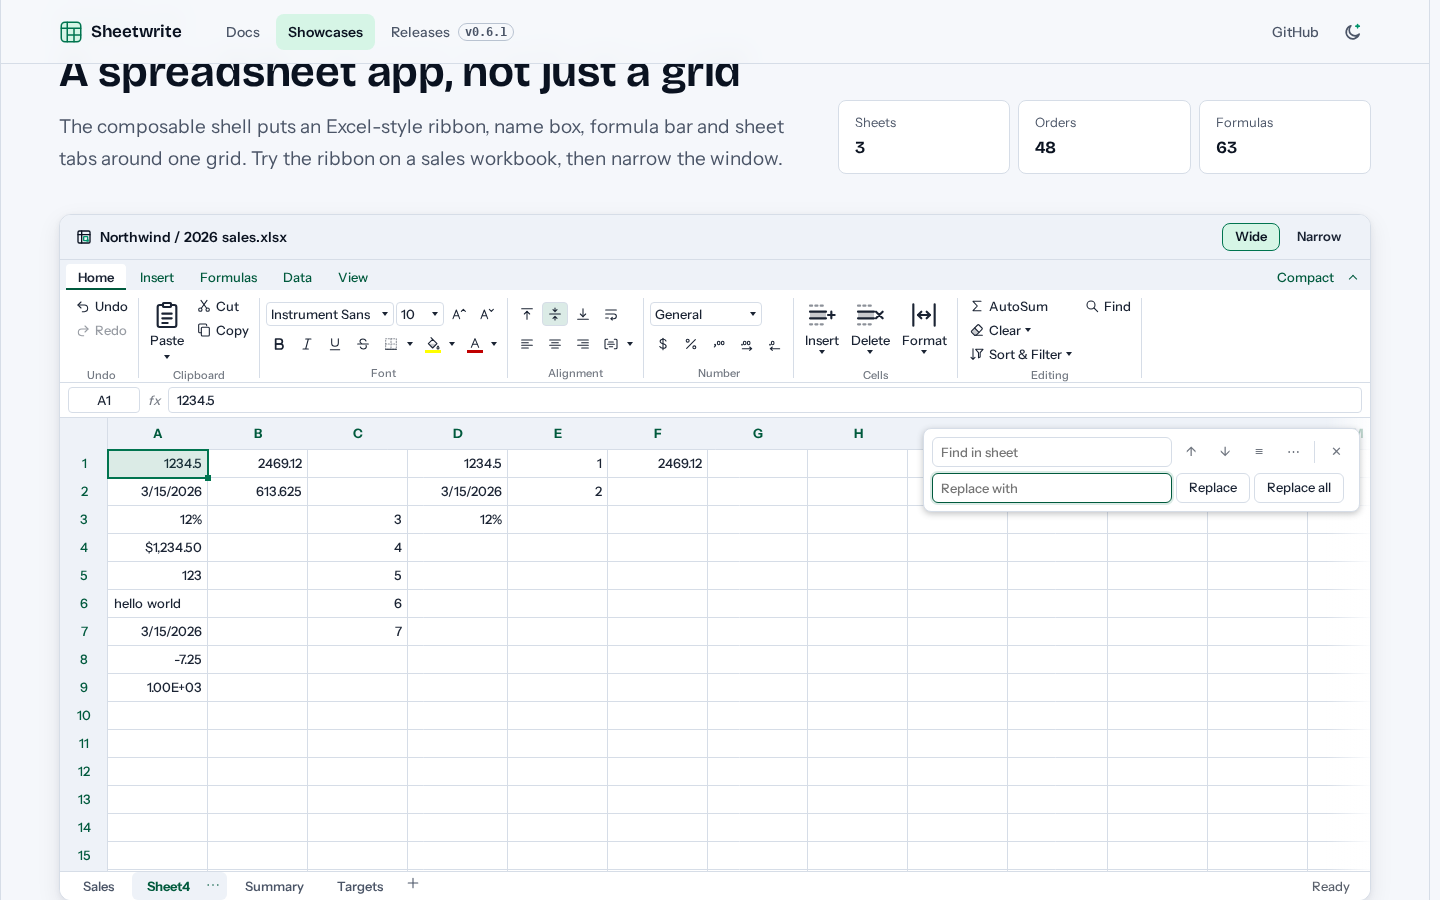 Sheetwrite
Docs
Showcases
Releases v0.6.1
GitHub
A spreadsheet app, not just a grid
The composable shell puts an Excel-style ribbon, name box, formula bar and sheet
tabs around one grid. Try the ribbon on a sales workbook, then narrow the window.
Sheets
3
Orders
48
Formulas
63
Northwind / 2026 sales.xlsx
Wide
Narrow
Home
Insert
Formulas
Data
View
Compact
Undo
Redo
Undo
Paste
Cut
Copy
Clipboard
Instrument Sans
10
Font
Alignment
General
Number
Insert
Delete
Format
Cells
AutoSum
Clear
Sort & Filter
Find
Editing
A1
fx
1234.5
A B C D E F G H
1 1234.5 2469.12 1234.5 1 2469.12
2 3/15/2026 613.625 3/15/2026 2
3 12% 3 12%
4 $1,234.50 4
5 123 5
6 hello world 6
7 3/15/2026 7
8 -7.25
9 1.00E+03
10
11
12
13
14
15
Find in sheet
Replace with
Replace
Replace all
Sales
Sheet4
Summary
Targets
Ready